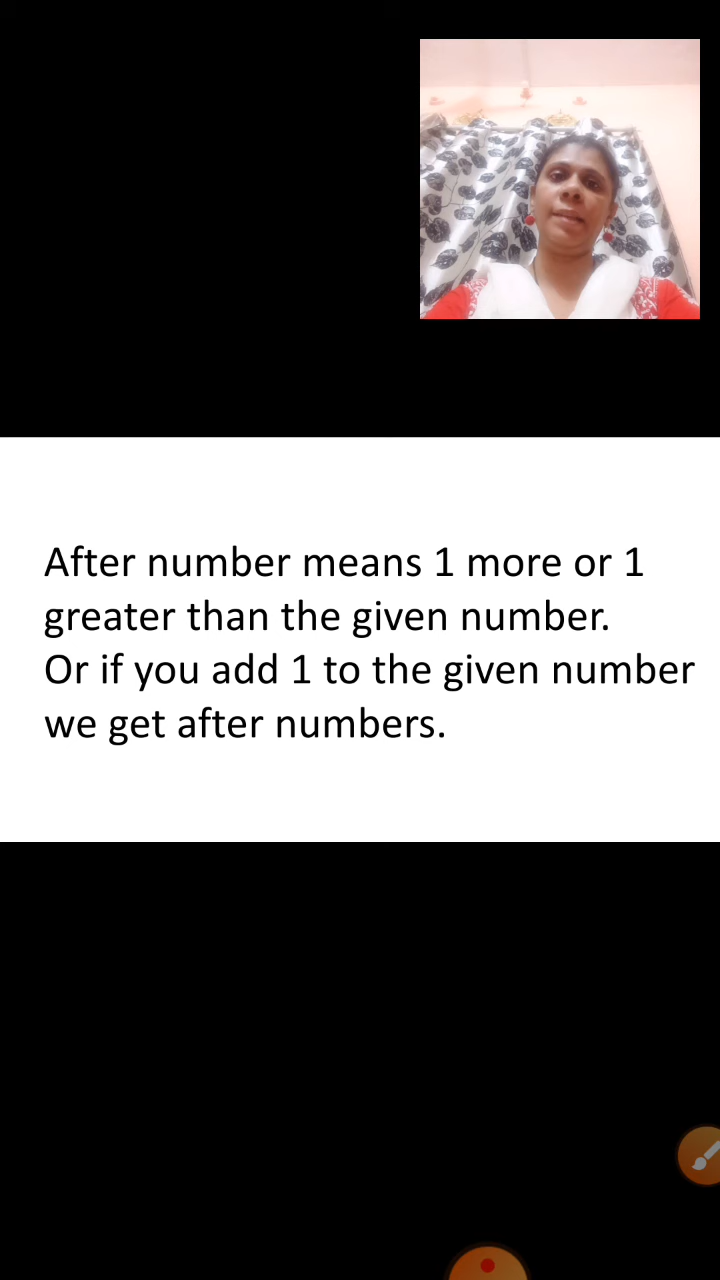 After number means 1 more or 1
greater than the given number.
Or if you add 1 to the given number
we get after numbers.